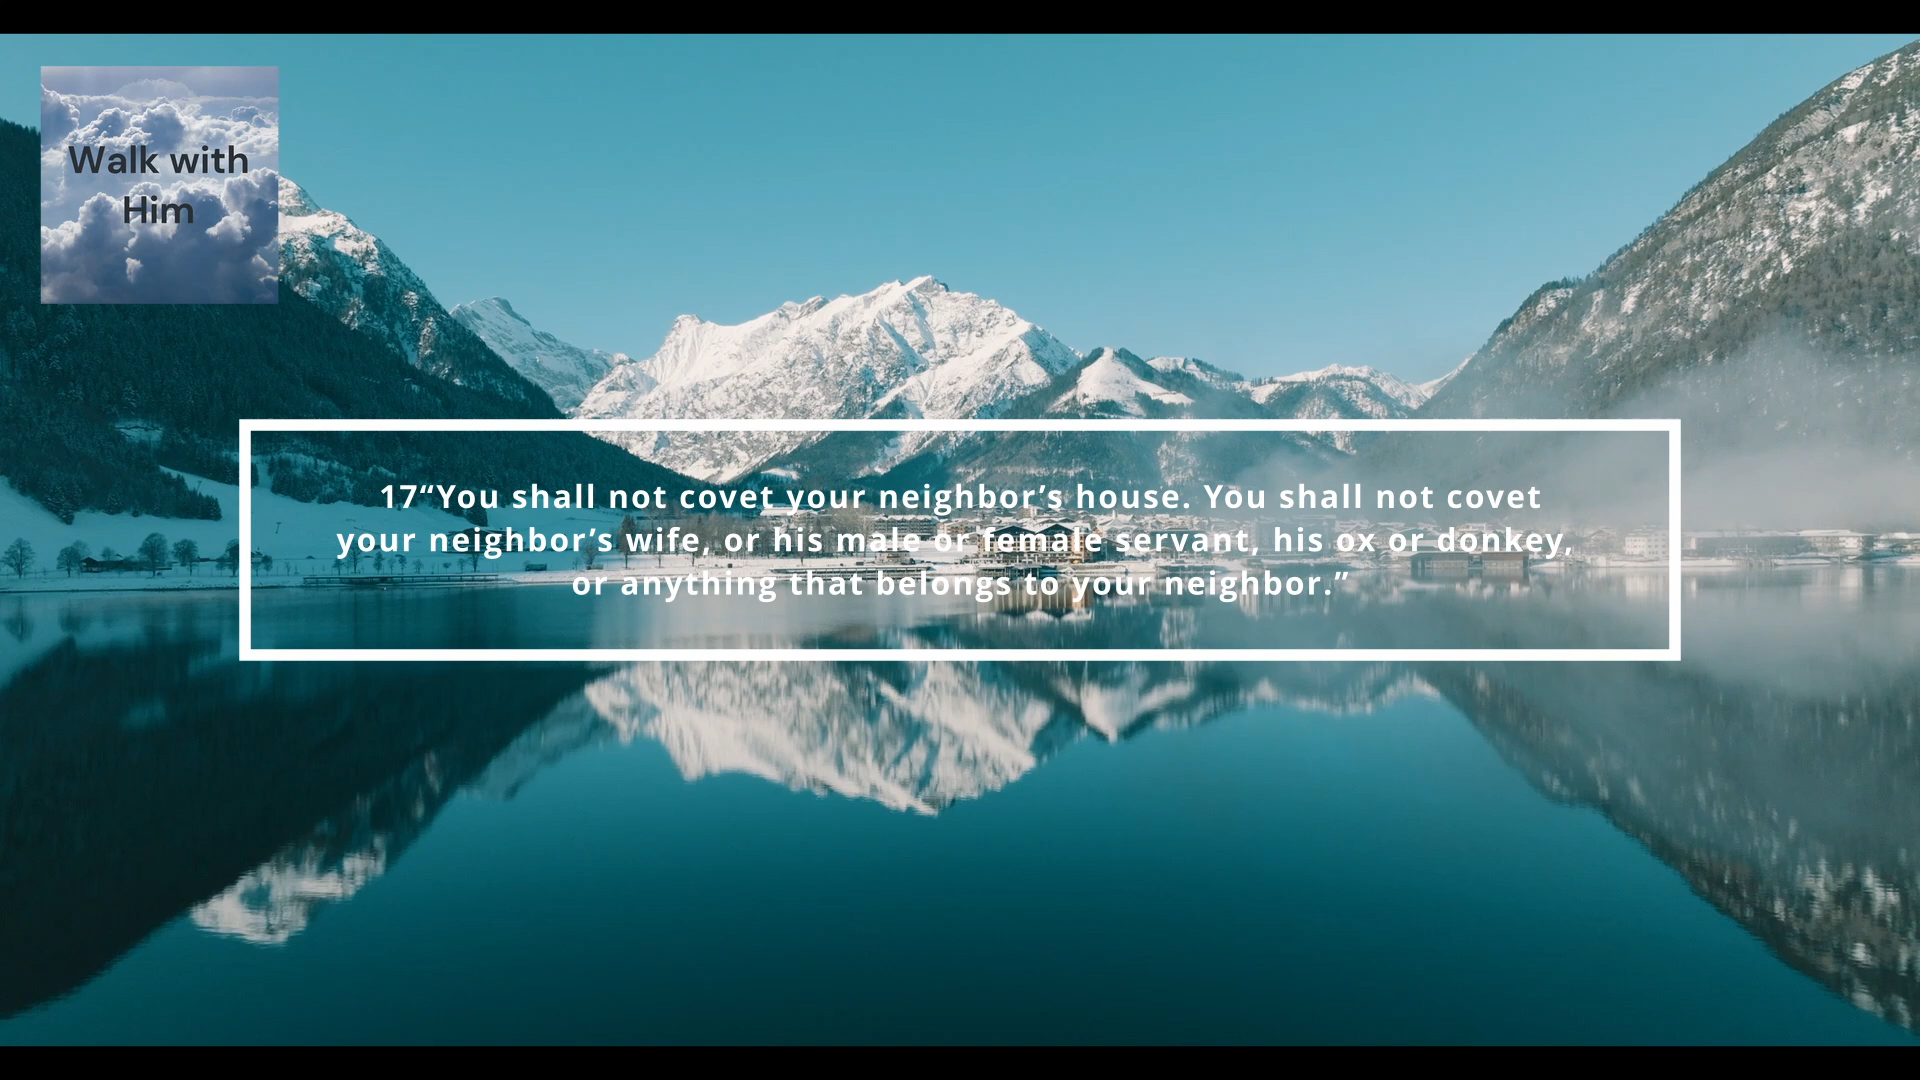 Walk with
Him
17“You shall not covet your neighbor’s house. You shall not covet
your neighbor’s wife, or his male or female servant, his ox or donkey,
or anything that belongs to your neighbor.”